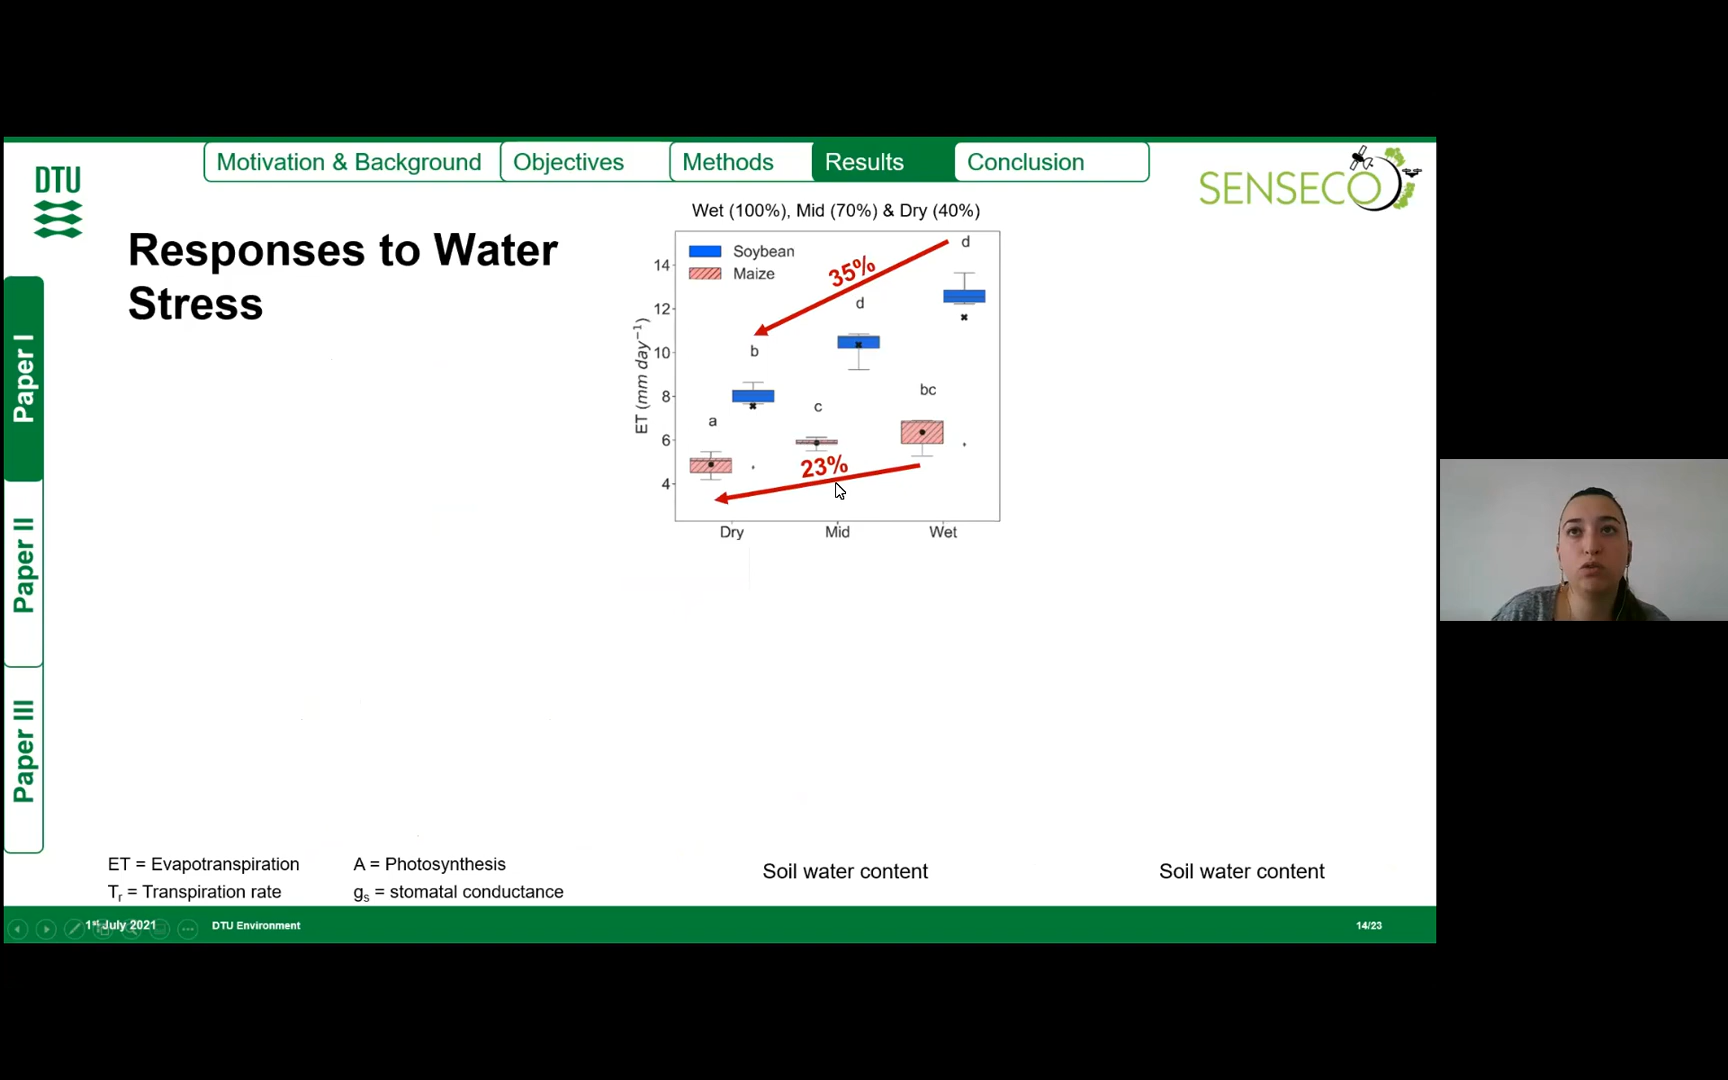 Motivation & Background
Objectives
Methods
Results
Conclusion
DTU
SENSECO
Responses to Water
Stress
Wet (100%), Mid (70%) & Dry (40%)
Soybean
Maize
35%
23%
d
d
b
bc
c
a
ET (mm day⁻¹)
14
12
10
8
6
4
Dry
Mid
Wet
Paper I
Paper II
Paper III
ET = Evapotranspiration
A = Photosynthesis
Tr = Transpiration rate
gs = stomatal conductance
Soil water content
Soil water content
1st July 2021
DTU Environment
14/23